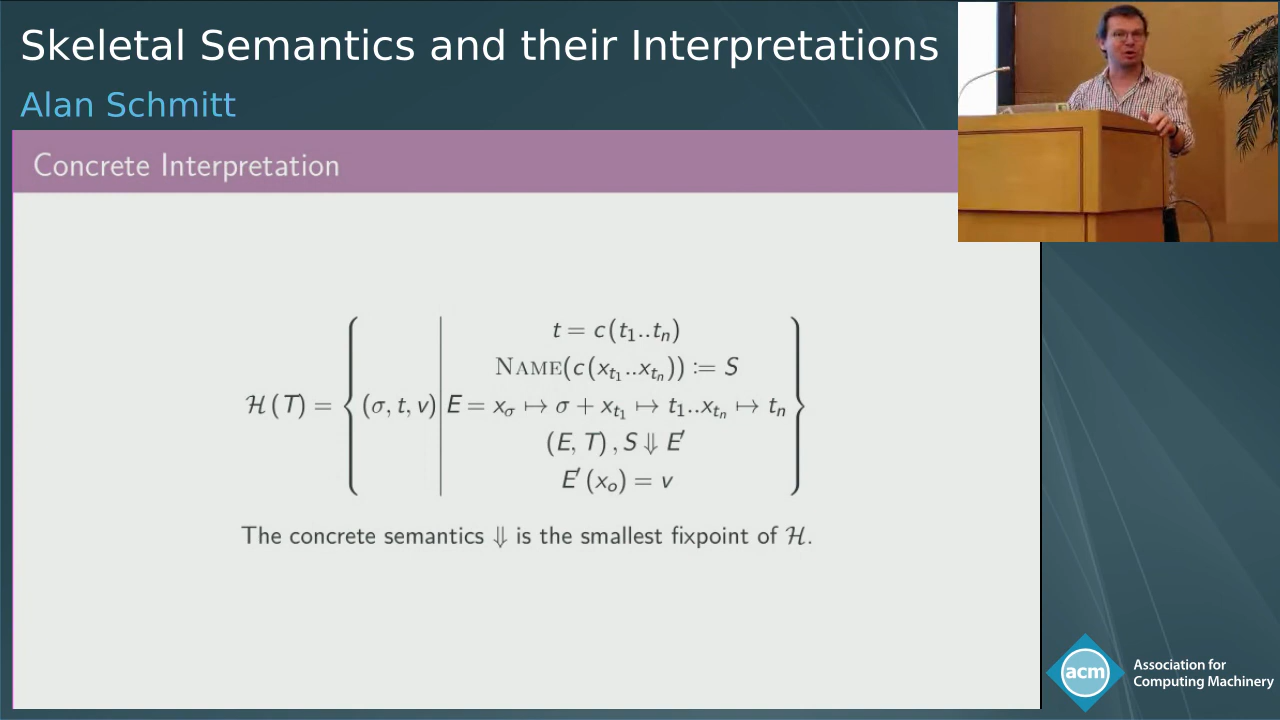 Skeletal Semantics and their Interpretations
Alan Schmitt
Concrete Interpretation
t = c(t₁..tₙ)
NAME(c(x_{t₁}..x_{tₙ})) := S
ℋ(T) = { (σ, t, v) | E = x_σ ↦ σ + x_{t₁} ↦ t₁..x_{tₙ} ↦ tₙ }
(E, T), S ⇓ E′
E′(x_o) = v
The concrete semantics ⇓ is the smallest fixpoint of ℋ.
acm
Association for
Computing Machinery